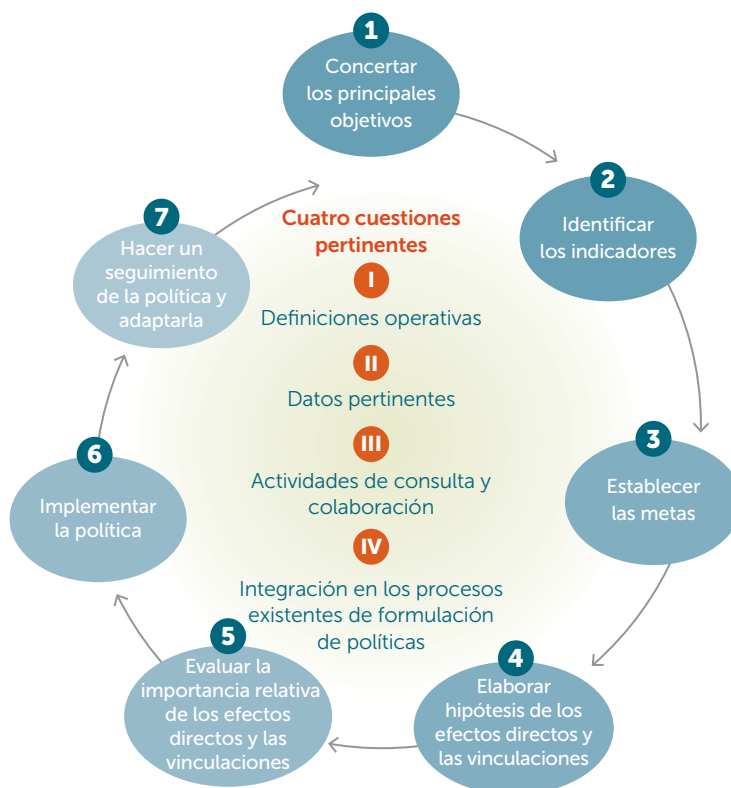 1
Concertar
los principales
objetivos
2
Identificar
los indicadores
3
Establecer
las metas
4
Elaborar
hipótesis de los
efectos directos y
las vinculaciones
5
Evaluar la
importancia relativa
de los efectos
directos y las
vinculaciones
6
Implementar
la política
7
Hacer un
seguimiento
de la política y
adaptarla
Cuatro cuestiones
pertinentes
I
Definiciones operativas
II
Datos pertinentes
III
Actividades de consulta y
colaboración
IV
Integración en los procesos
existentes de formulación
de políticas